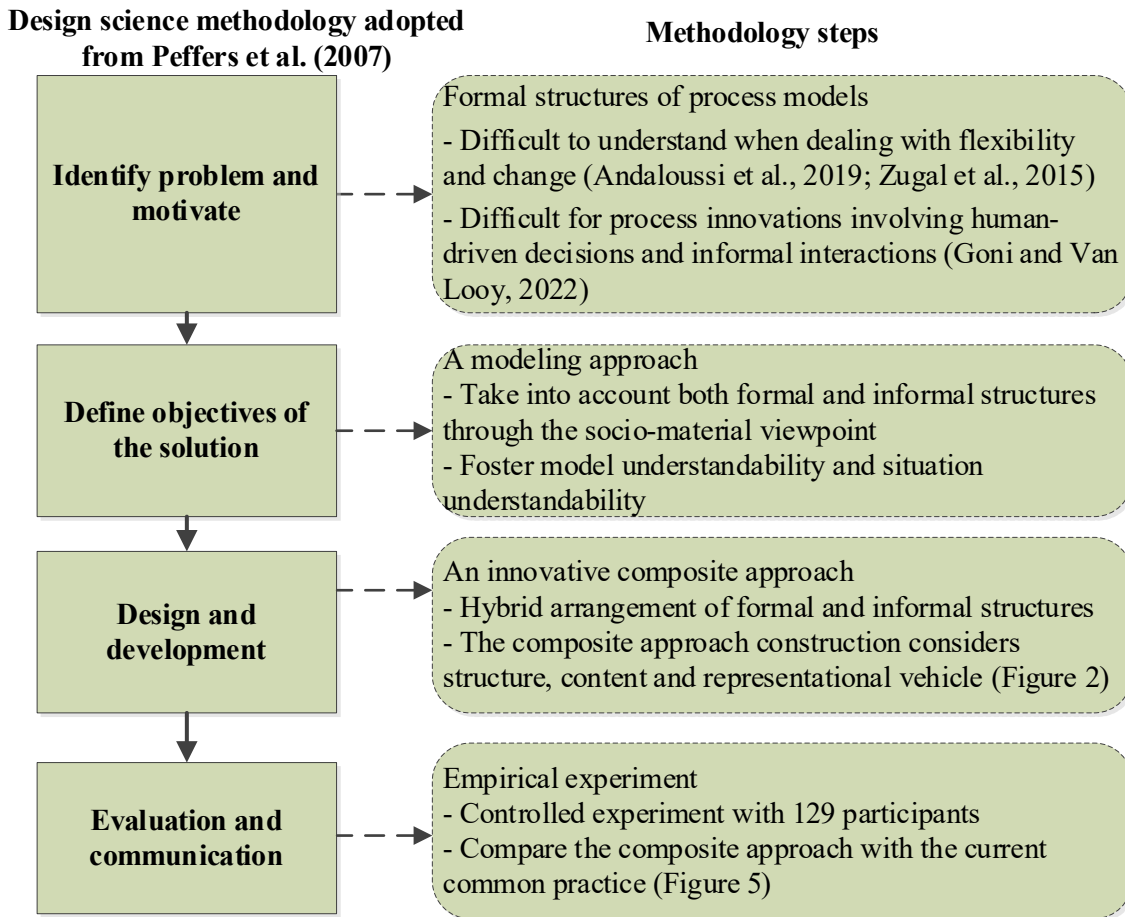 Design science methodology adopted
from Peffers et al. (2007)
Methodology steps
Identify problem and
motivate
Formal structures of process models
- Difficult to understand when dealing with flexibility
and change (Andaloussi et al., 2019; Zugal et al., 2015)
- Difficult for process innovations involving human-
driven decisions and informal interactions (Goni and Van
Looy, 2022)
Define objectives of
the solution
A modeling approach
- Take into account both formal and informal structures
through the socio-material viewpoint
- Foster model understandability and situation
understandability
Design and
development
An innovative composite approach
- Hybrid arrangement of formal and informal structures
- The composite approach construction considers
structure, content and representational vehicle (Figure 2)
Evaluation and
communication
Empirical experiment
- Controlled experiment with 129 participants
- Compare the composite approach with the current
common practice (Figure 5)